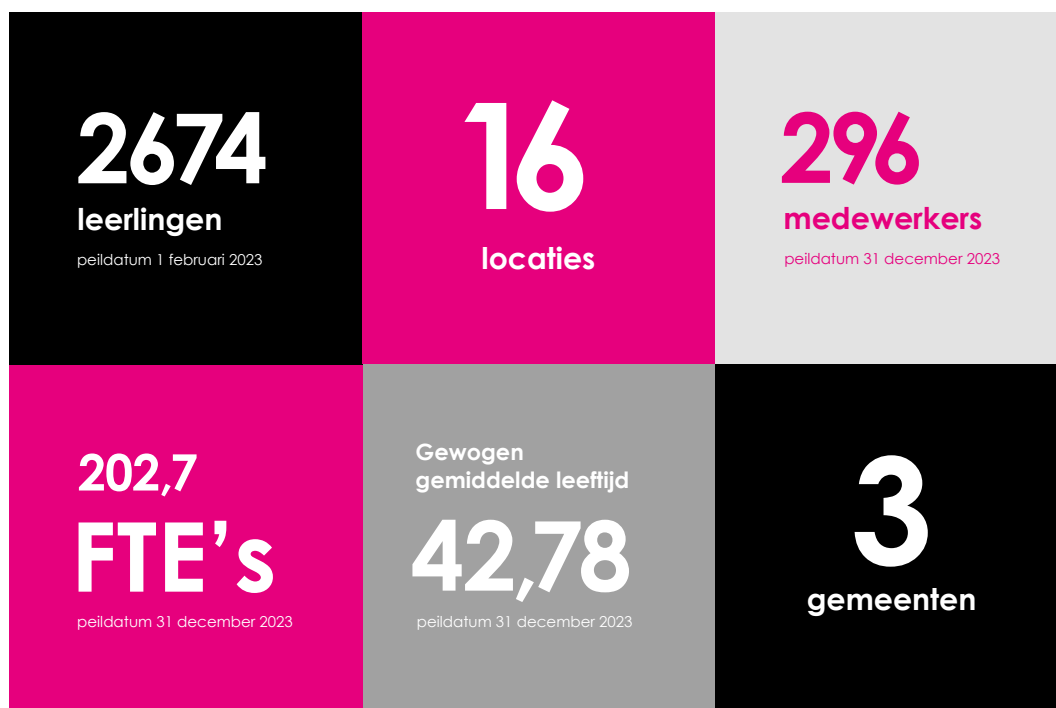 2674
leerlingen
peildatum 1 februari 2023
16
locaties
296
medewerkers
peildatum 31 december 2023
202,7
FTE’s
peildatum 31 december 2023
Gewogen
gemiddelde leeftijd
42,78
peildatum 31 december 2023
3
gemeenten